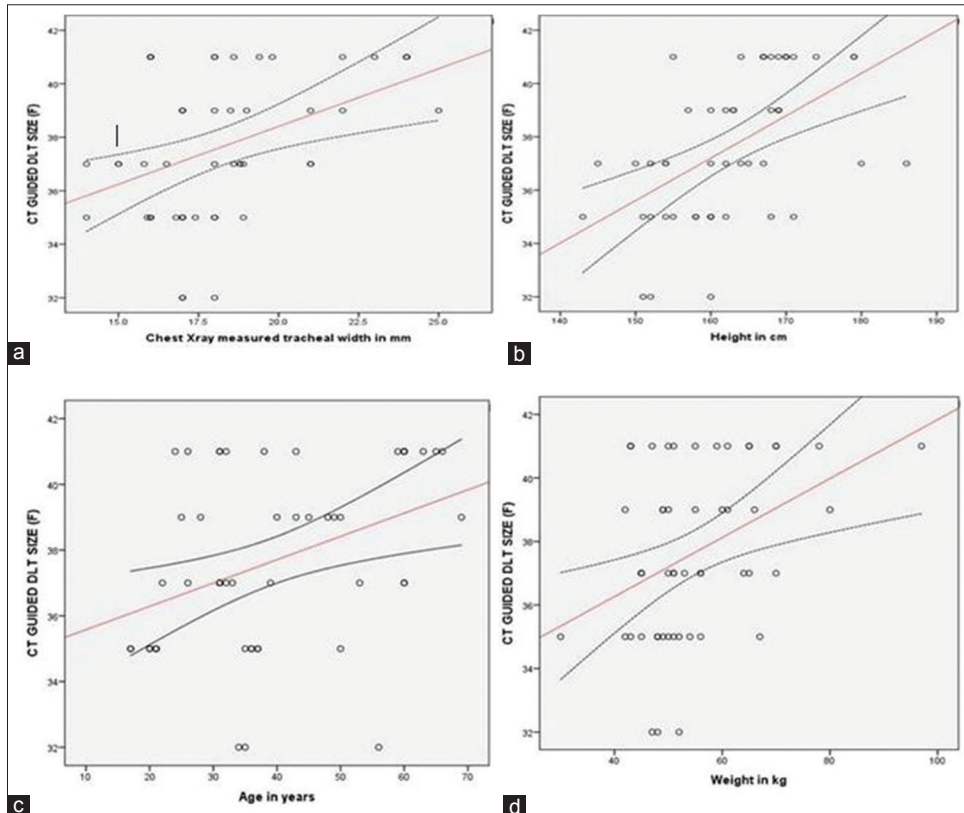 42
40
38
36
34
32
CT GUIDED DLT SIZE (F)
15.0 17.5 20.0 22.5 25.0
Chest Xray measured tracheal width in mm
a
42
40
38
36
34
32
CT GUIDED DLT SIZE (F)
140 150 160 170 180 190
Height in cm
b
42
40
38
36
34
32
CT GUIDED DLT SIZE (F)
10 20 30 40 50 60 70
Age in years
c
42
40
38
36
34
32
CT GUIDED DLT SIZE (F)
40 60 80 100
Weight in kg
d